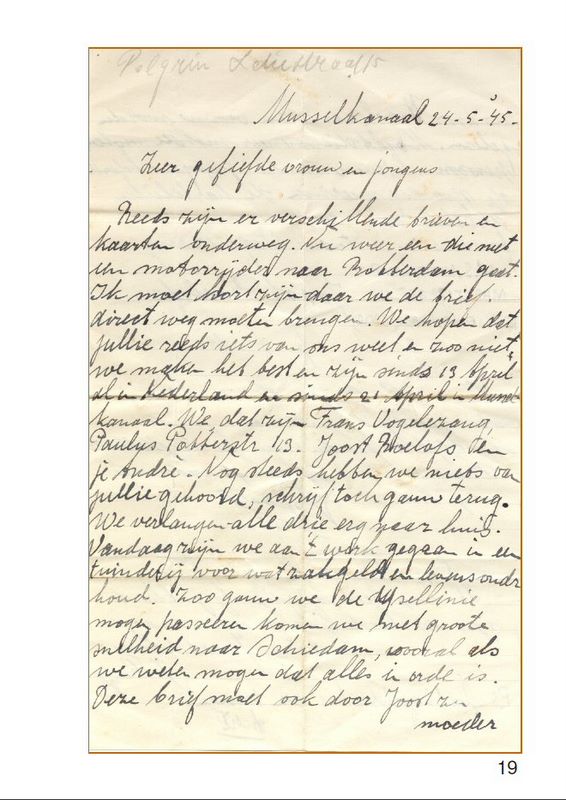 Pelgrim
Musselkanaal 24-5-'45.
Zeer geliefde vrouw en jongens
Reeds zijn er verschillende brieven en
kaarten onderweg. Nu weer een die met
een motorrijder naar Rotterdam gaat.
Ik moet kort zijn daar we de brief
direct weg moeten brengen. We hopen dat
jullie reeds iets van ons weet en zoo niet,
we maken het best en zijn sinds 13 April
al in Nederland en sinds 21 April in
kanaal. We, dat zijn Frans Vogelezang,
Paulus Potterstr 13. Joost Roelofs en
je Andre. Nog steeds hebben we niets van
jullie gehoord, schrijf toch gauw terug.
We verlangen alle drie erg naar huis.
Vandaag zijn we aan 't werk gegaan in een
tuinderij voor wat zakgeld en levensonder
houd. Zoo gauw we de IJsellinie
mogen passeeren komen we met groote
snelheid naar Schiedam, vooral als
we weten mogen dat alles in orde is.
Deze brief moet ook door Joost zn
moeder
19